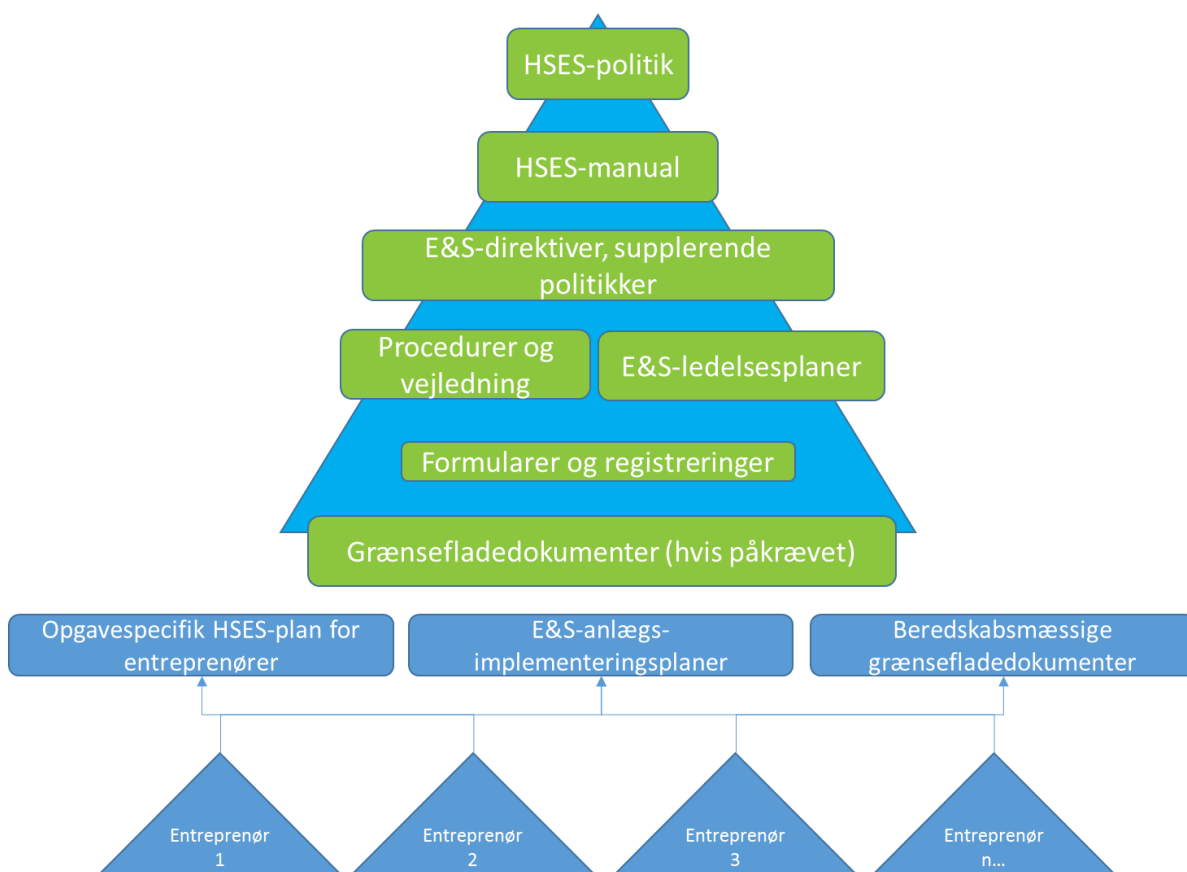 HSES-politik
HSES-manual
E&S-direktiver, supplerende
politikker
Procedurer og
vejledning
E&S-ledelsesplaner
Formularer og registreringer
Grænsefladedokumenter (hvis påkrævet)
Opgavespecifik HSES-plan for
entreprenører
E&S-anlægs-
implementeringsplaner
Beredskabsmæssige
grænsefladedokumenter
Entreprenør
1
Entreprenør
2
Entreprenør
3
Entreprenør
n...